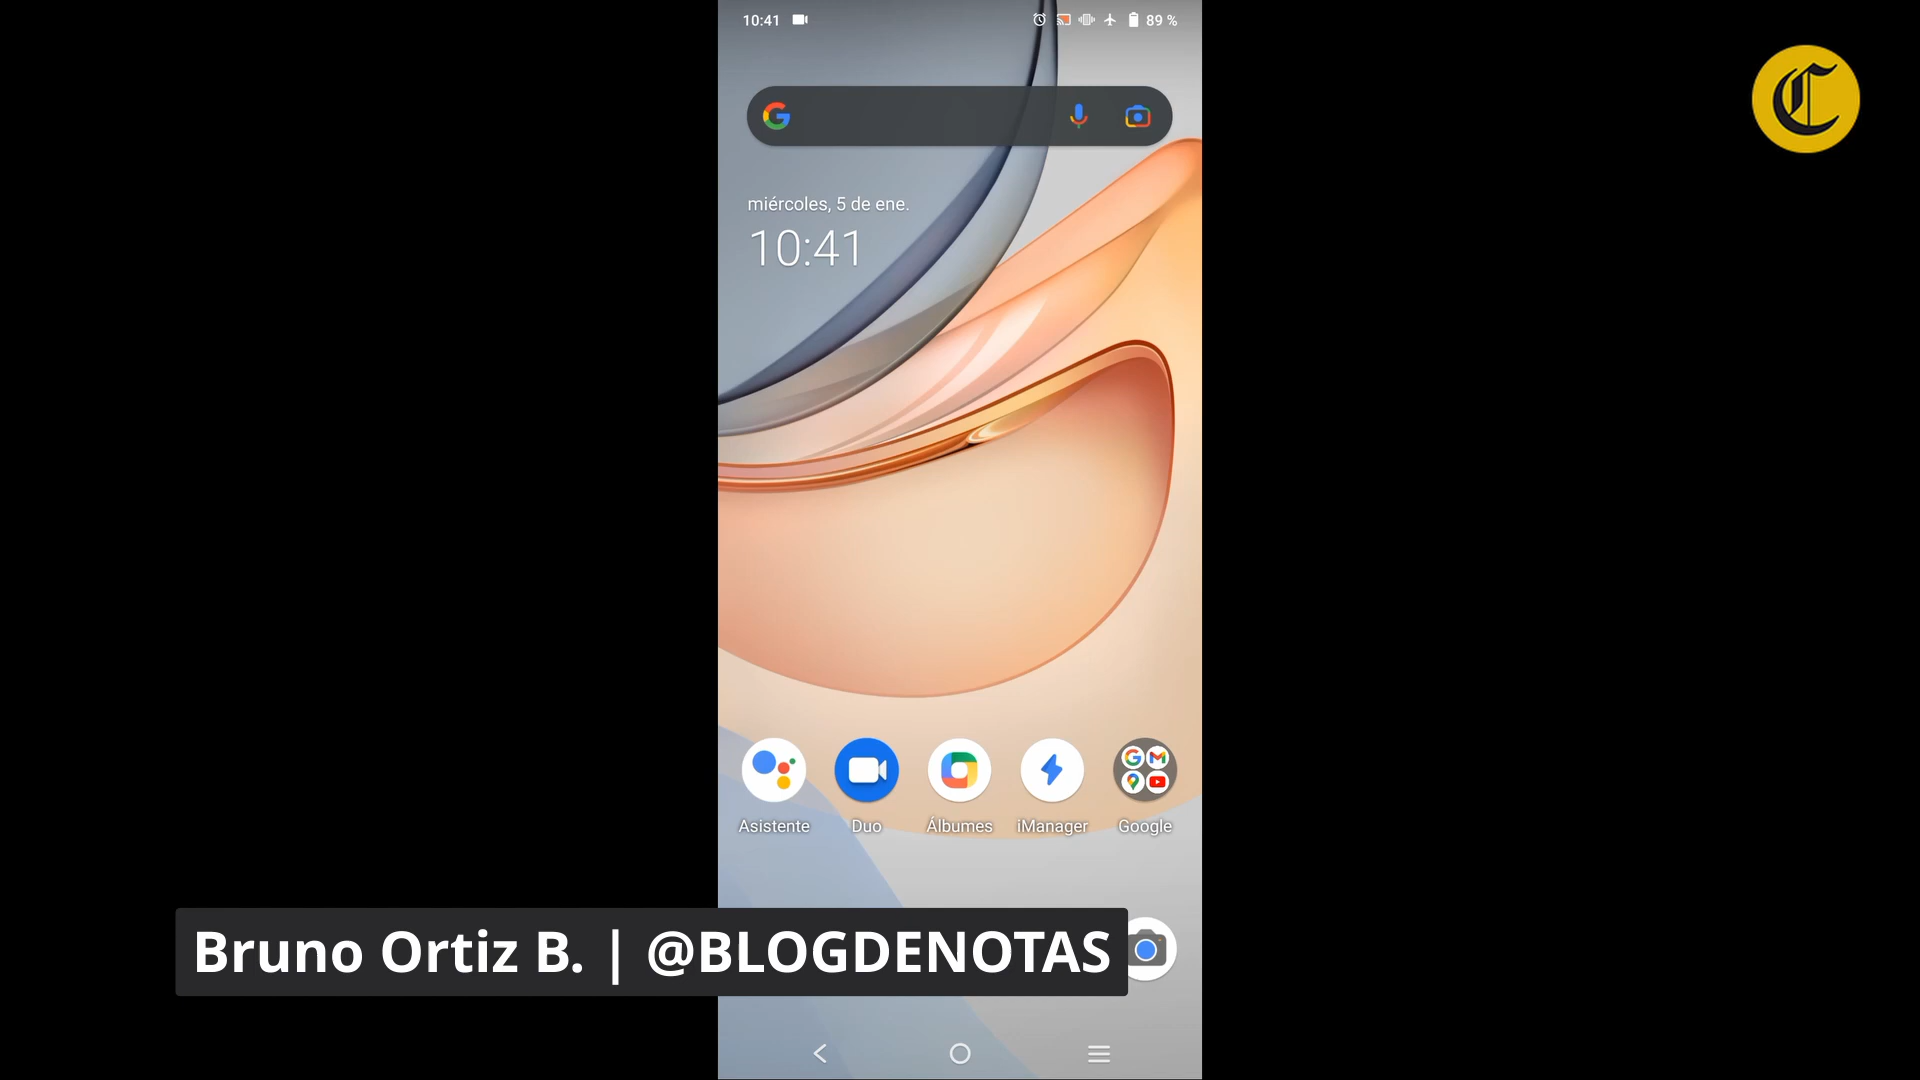 10:41
89 %
miércoles, 5 de ene.
10:41
Asistente
Duo
Álbumes
iManager
Google
Bruno Ortiz B. | @BLOGDENOTAS